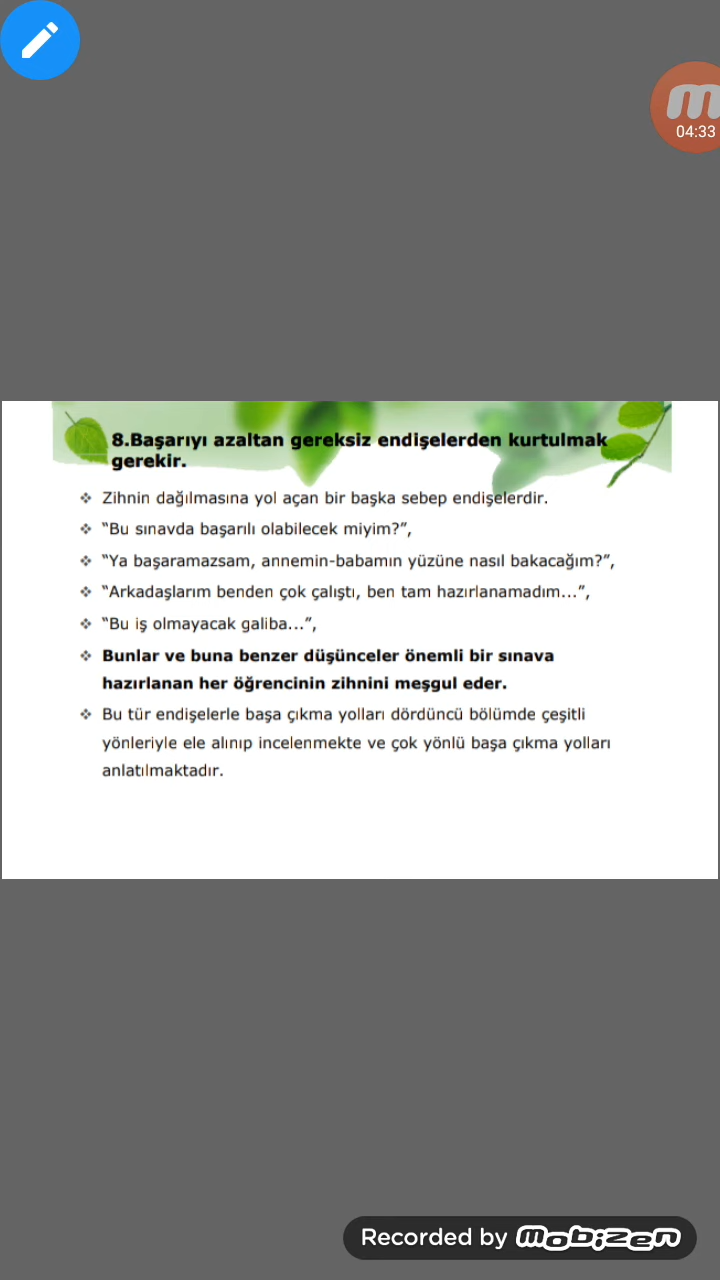 04:33
8.Başarıyı azaltan gereksiz endişelerden kurtulmak
gerekir.
❖ Zihnin dağılmasına yol açan bir başka sebep endişelerdir.
❖ “Bu sınavda başarılı olabilecek miyim?”,
❖ “Ya başaramazsam, annemin-babamın yüzüne nasıl bakacağım?”,
❖ “Arkadaşlarım benden çok çalıştı, ben tam hazırlanamadım...”,
❖ “Bu iş olmayacak galiba...”,
❖ Bunlar ve buna benzer düşünceler önemli bir sınava
hazırlanan her öğrencinin zihnini meşgul eder.
❖ Bu tür endişelerle başa çıkma yolları dördüncü bölümde çeşitli
yönleriyle ele alınıp incelenmekte ve çok yönlü başa çıkma yolları
anlatılmaktadır.
Recorded by mobizen